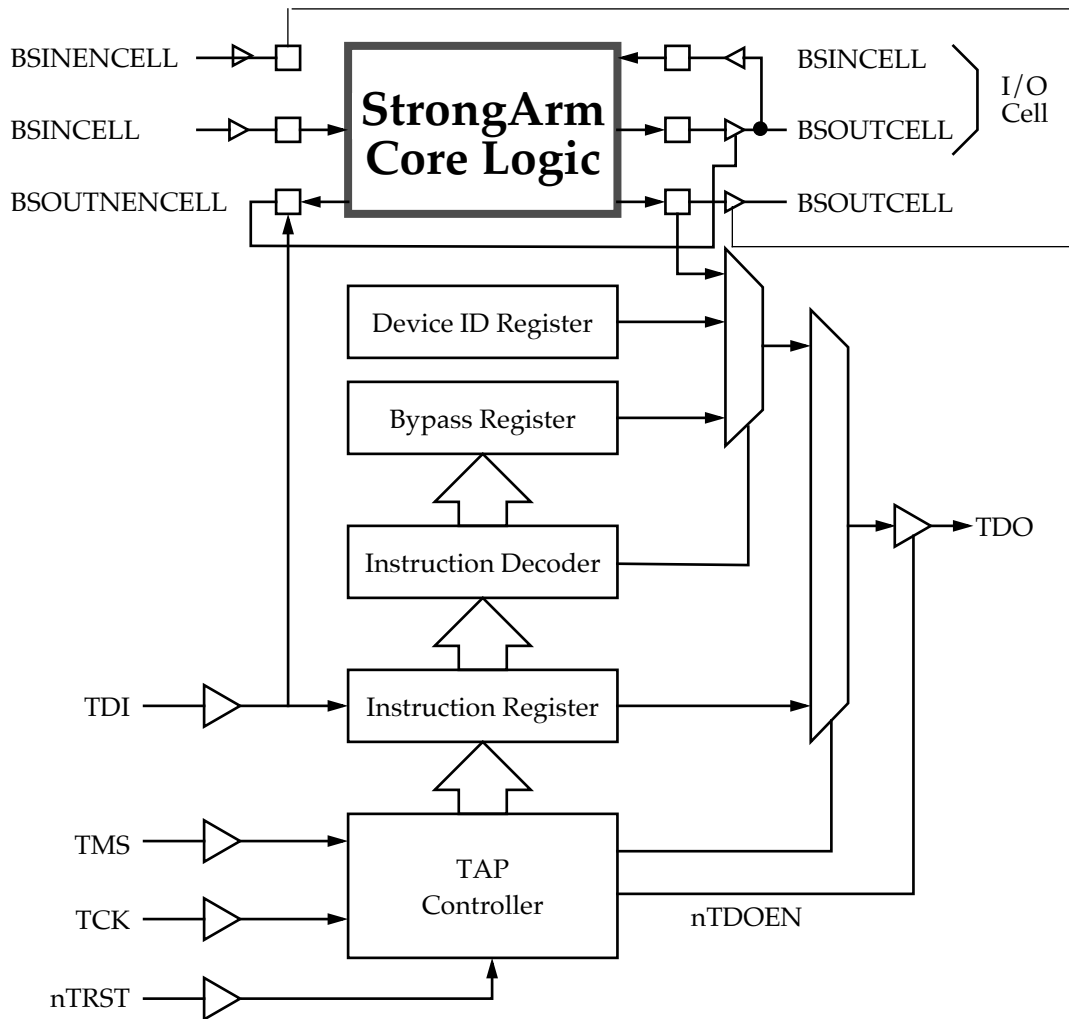 BSINENCELL
BSINCELL
I/O
Cell
StrongArm
Core Logic
BSINCELL
BSOUTCELL
BSOUTNENCELL
BSOUTCELL
Device ID Register
Bypass Register
Instruction Decoder
TDO
TDI
Instruction Register
TMS
TAP
Controller
TCK
nTDOEN
nTRST